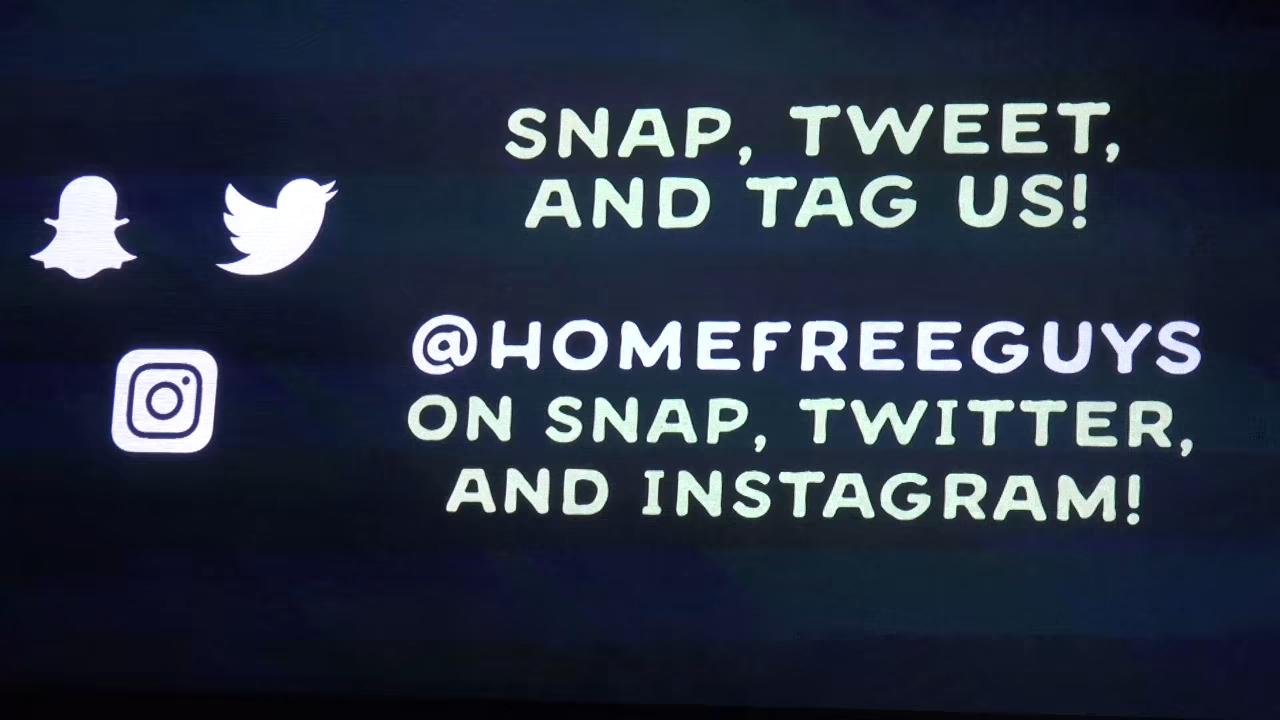 SNAP, TWEET,
AND TAG US!
@HOMEFREEGUYS
ON SNAP, TWITTER,
AND INSTAGRAM!